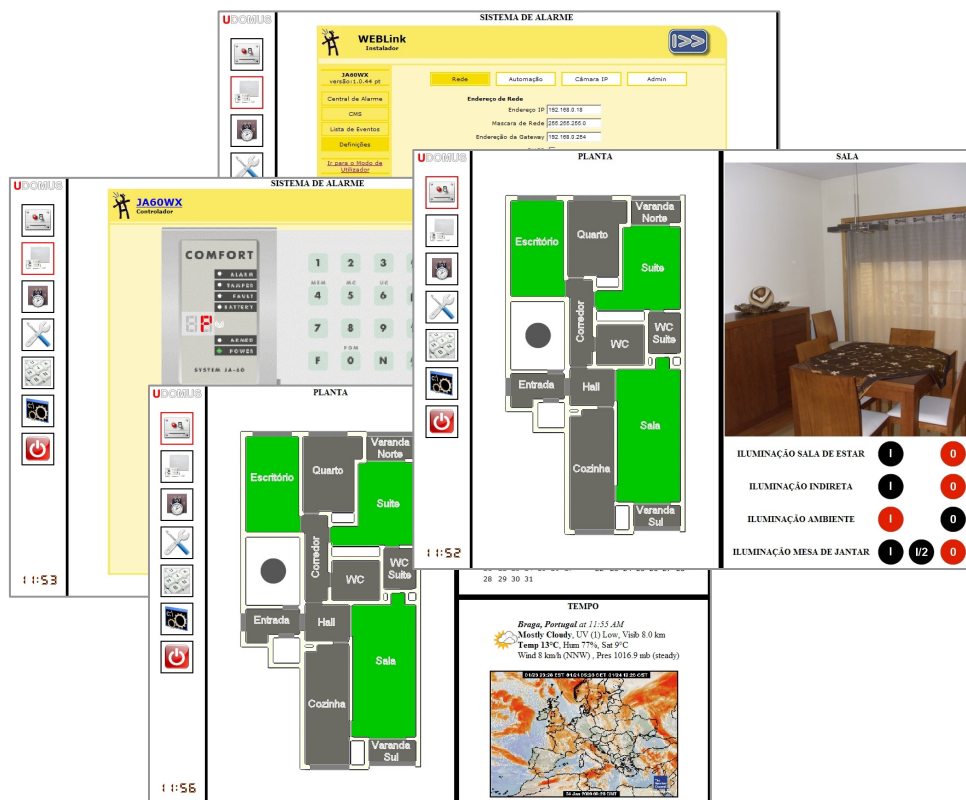 UDOMUS
SISTEMA DE ALARME
WEBLink
Instalador
JA60WX
versão:1.0.44 pt
Rede
Automação
Câmara IP
Admin
Central de Alarme
CMS
Lista de Eventos
Definições
Ir para o Modo de
Utilizador
Endereço de Rede
Endereço IP 192.168.0.18
Mascara de Rede 255.255.255.0
Endereção da Gateway 192.168.0.254
UDOMUS
SISTEMA DE ALARME
JA60WX
Controlador
COMFORT
ALARM
TAMPER
FAULT
BATTERY
ARMED
POWER
SYSTEM JA-60
1 2 3
4 5 6
7 8 9
F 0 N
11:53
UDOMUS
PLANTA
Escritório
Quarto
Varanda
Norte
Suite
Corredor
WC
WC
Suite
Entrada
Hall
Sala
Cozinha
Varanda
Sul
11:52
SALA
ILUMINAÇÃO SALA DE ESTAR I 0
ILUMINAÇÃO INDIRETA I 0
ILUMINAÇÃO AMBIENTE I 0
ILUMINAÇÃO MESA DE JANTAR I I/2 0
UDOMUS
PLANTA
Escritório
Quarto
Varanda
Norte
Suite
Corredor
WC
WC
Suite
Entrada
Hall
Sala
Cozinha
Varanda
Sul
11:56
28 29 30 31
TEMPO
Braga, Portugal at 11:55 AM
Mostly Cloudy, UV (1) Low, Visib 8.0 km
Temp 13°C, Hum 77%, Sat 9°C
Wind 8 km/h (NNW) , Pres 1016.9 mb (steady)